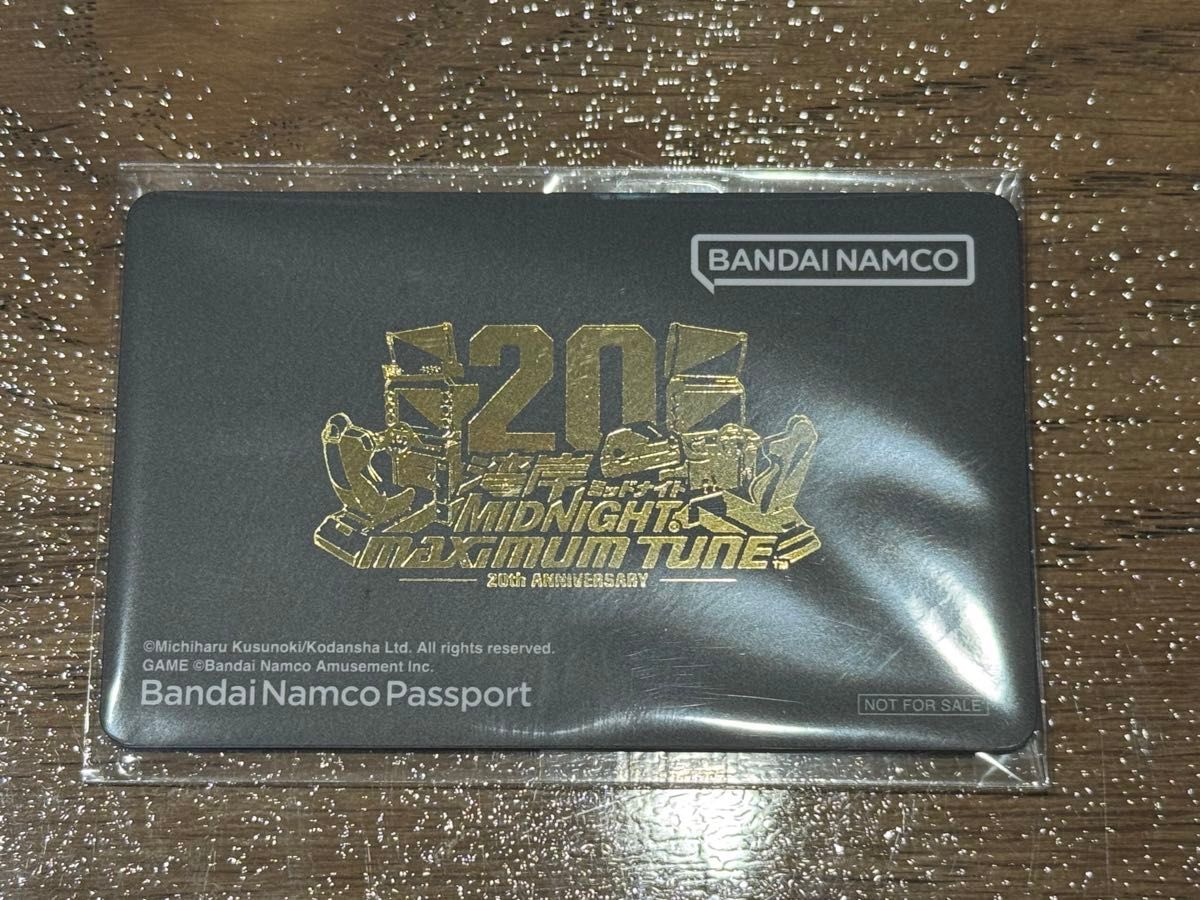 BANDAI NAMCO
20
湾岸 ミッドナイト
MIDNIGHT
MAXIMUM TUNE™
20th ANNIVERSARY
©Michiharu Kusunoki/Kodansha Ltd. All rights reserved.
GAME ©Bandai Namco Amusement Inc.
Bandai Namco Passport
NOT FOR SALE